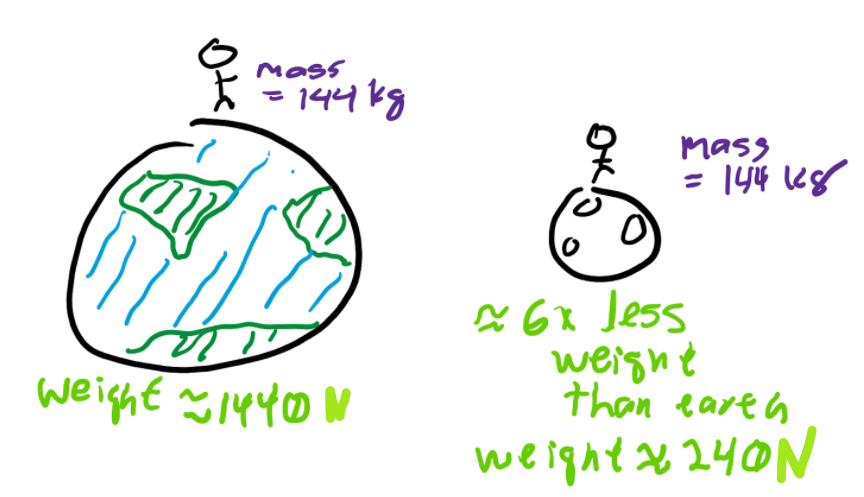 mass
= 144 kg
weight ≈ 1440 N
mass
= 144 kg
≈ 6x less
weight
than earth
weight ≈ 240 N